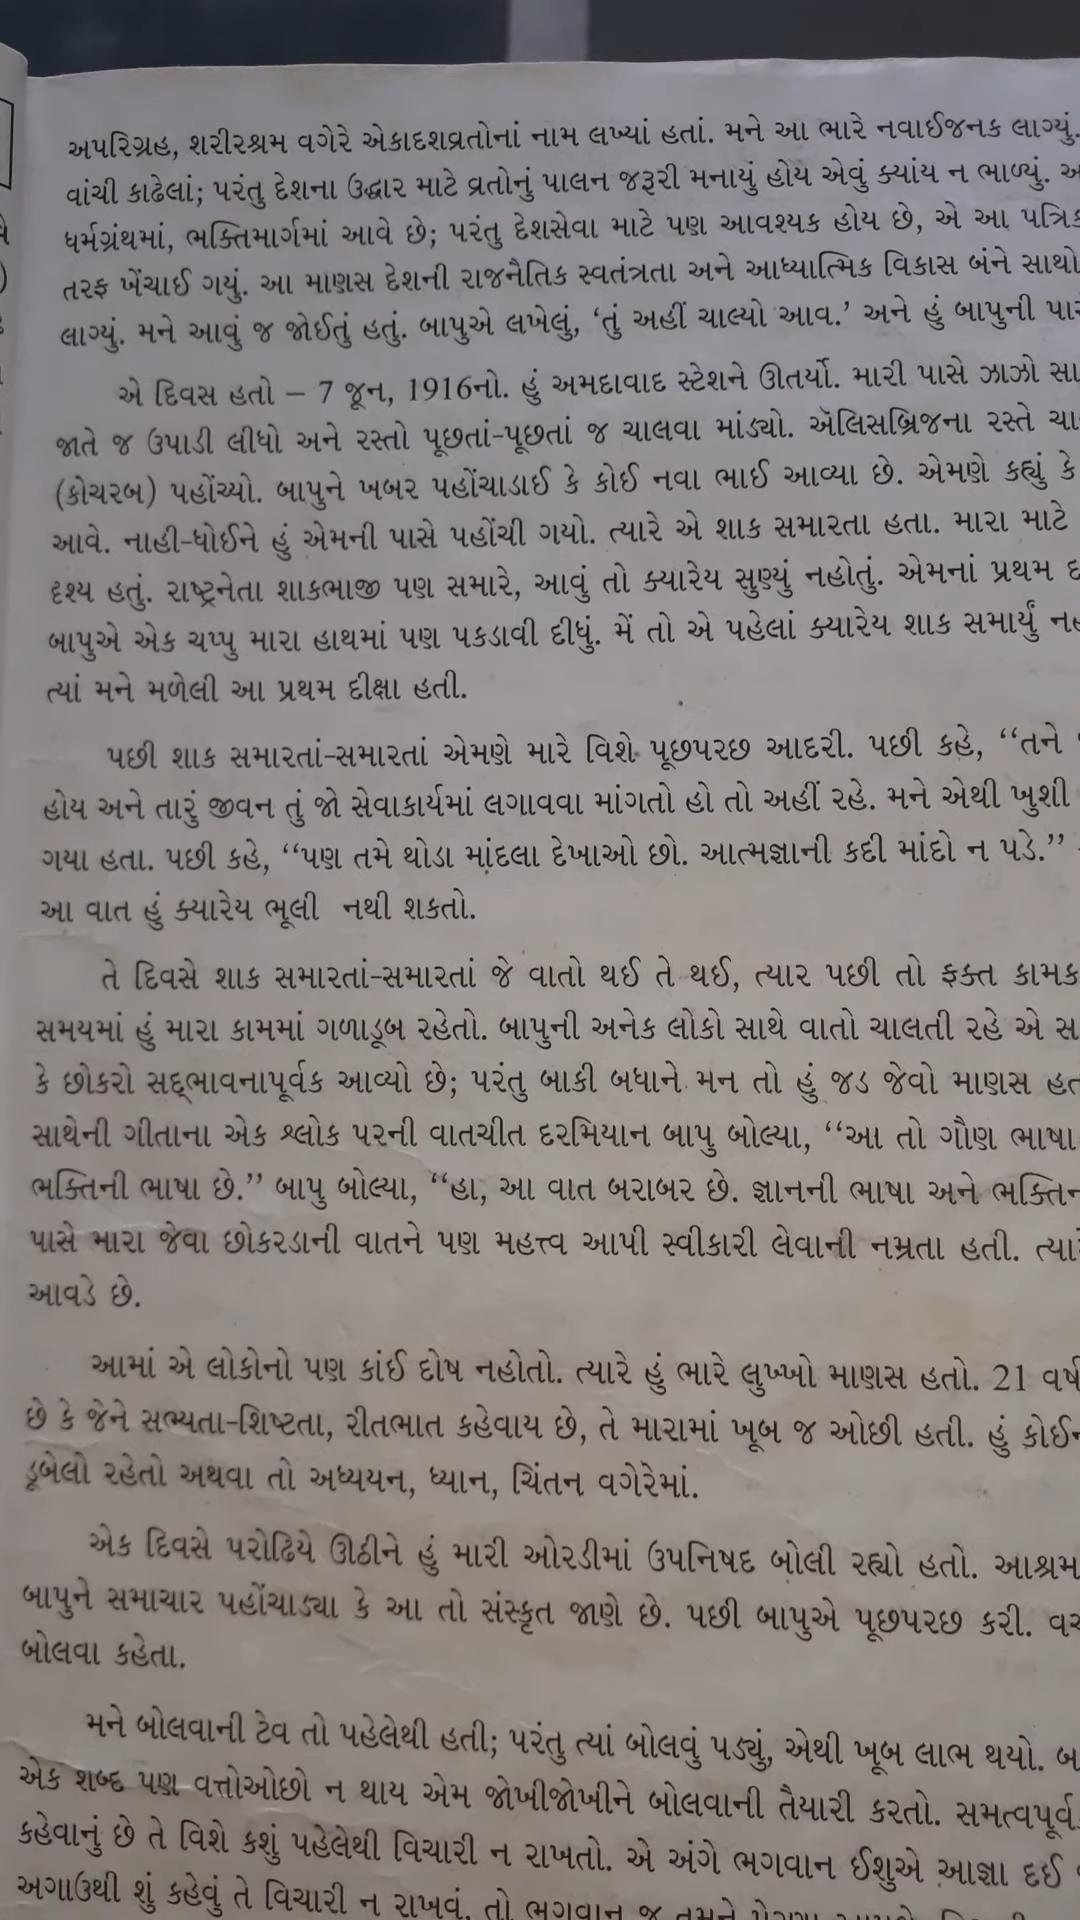 અપરિગ્રહ, શરીરશ્રમ વગેરે એકાદશવ્રતોનાં નામ લખ્યાં હતાં. મને આ ભારે નવાઈજનક લાગ્યું.
વાંચી કાઢેલાં; પરંતુ દેશના ઉદ્ધાર માટે વ્રતોનું પાલન જરૂરી મનાયું હોય એવું ક્યાંય ન ભાળ્યું.
ધર્મગ્રંથમાં, ભક્તિમાર્ગમાં આવે છે; પરંતુ દેશસેવા માટે પણ આવશ્યક હોય છે, એ આ
તરફ ખેંચાઈ ગયું. આ માણસ દેશની રાજનૈતિક સ્વતંત્રતા અને આધ્યાત્મિક વિકાસ બંને
લાગ્યું. મને આવું જ જોઈતું હતું. બાપુએ લખેલું, ‘તું અહીં ચાલ્યો આવ.’ અને હું બાપુની
એ દિવસ હતો – 7 જૂન, 1916નો. હું અમદાવાદ સ્ટેશને ઊતર્યો. મારી પાસે ઝાઝો
જાતે જ ઉપાડી લીધો અને રસ્તો પૂછતાં-પૂછતાં જ ચાલવા માંડ્યો. ઍલિસબ્રિજના રસ્તે
(કોચરબ) પહોંચ્યો. બાપુને ખબર પહોંચાડાઈ કે કોઈ નવા ભાઈ આવ્યા છે. એમણે કહ્યું કે
આવે. નાહી-ધોઈને હું એમની પાસે પહોંચી ગયો. ત્યારે એ શાક સમારતા હતા. મારા માટે
દૃશ્ય હતું. રાષ્ટ્રનેતા શાકભાજી પણ સમારે, આવું તો ક્યારેય સુણ્યું નહોતું. એમનાં પ્રથમ
બાપુએ એક ચપ્પુ મારા હાથમાં પણ પકડાવી દીધું. મેં તો એ પહેલાં ક્યારેય શાક સમાર્યું
ત્યાં મને મળેલી આ પ્રથમ દીક્ષા હતી.
પછી શાક સમારતાં-સમારતાં એમણે મારે વિશે પૂછપરછ આદરી. પછી કહે, ‘‘તને
હોય અને તારું જીવન તું જો સેવાકાર્યમાં લગાવવા માંગતો હો તો અહીં રહે. મને એથી ખુશી
ગયા હતા. પછી કહે, ‘‘પણ તમે થોડા માંદલા દેખાઓ છો. આત્મજ્ઞાની કદી માંદો ન પડે.’’
આ વાત હું ક્યારેય ભૂલી નથી શકતો.
તે દિવસે શાક સમારતાં-સમારતાં જે વાતો થઈ તે થઈ, ત્યાર પછી તો ફક્ત
સમયમાં હું મારા કામમાં ગળાડૂબ રહેતો. બાપુની અનેક લોકો સાથે વાતો ચાલતી રહે એ
કે છોકરો સદ્ભાવનાપૂર્વક આવ્યો છે; પરંતુ બાકી બધાને મન તો હું જડ જેવો માણસ
સાથેની ગીતાના એક શ્લોક પરની વાતચીત દરમિયાન બાપુ બોલ્યા, ‘‘આ તો ગૌણ ભાષા
ભક્તિની ભાષા છે.’’ બાપુ બોલ્યા, ‘‘હા, આ વાત બરાબર છે. જ્ઞાનની ભાષા અને
પાસે મારા જેવા છોકરડાની વાતને પણ મહત્ત્વ આપી સ્વીકારી લેવાની નમ્રતા હતી.
આવડે છે.
આમાં એ લોકોનો પણ કાંઈ દોષ નહોતો. ત્યારે હું ભારે લુખ્ખો માણસ હતો. 21 વર્ષ
છે કે જેને સભ્યતા-શિષ્ટતા, રીતભાત કહેવાય છે, તે મારામાં ખૂબ જ ઓછી હતી. હું
ડૂબેલો રહેતો અથવા તો અધ્યયન, ધ્યાન, ચિંતન વગેરેમાં.
એક દિવસે પરોઢિયે ઊઠીને હું મારી ઓરડીમાં ઉપનિષદ બોલી રહ્યો હતો.
બાપુને સમાચાર પહોંચાડ્યા કે આ તો સંસ્કૃત જાણે છે. પછી બાપુએ પૂછપરછ કરી.
બોલવા કહેતા.
મને બોલવાની ટેવ તો પહેલેથી હતી; પરંતુ ત્યાં બોલવું પડ્યું, એથી ખૂબ લાભ થયો.
એક શબ્દ પણ વત્તોઓછો ન થાય એમ જોખીજોખીને બોલવાની તૈયારી કરતો.
કહેવાનું છે તે વિશે કશું પહેલેથી વિચારી ન રાખતો. એ અંગે ભગવાન ઈશુએ આજ્ઞા દઈ
અગાઉથી શું કહેવું તે વિચારી ન રાખવું, તો ભગવાન જ તમને